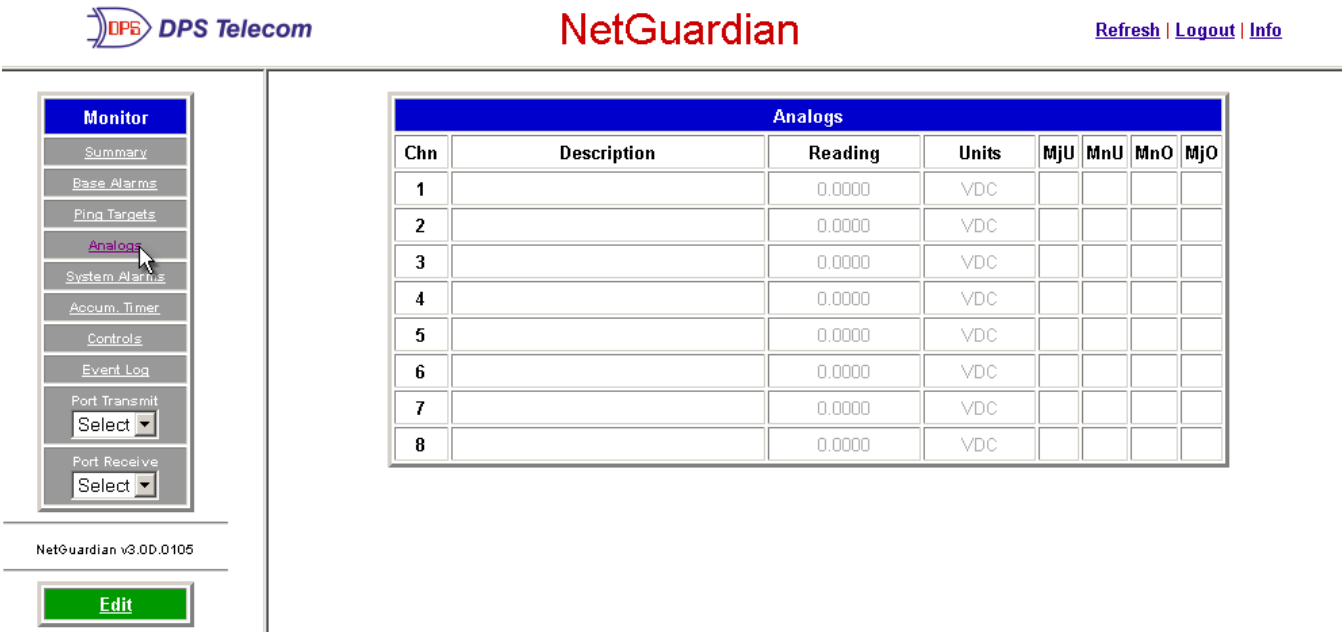 DPS DPS Telecom
NetGuardian
Refresh | Logout | Info
Monitor
Summary
Base Alarms
Ping Targets
Analogs
System Alarms
Accum. Timer
Controls
Event Log
Port Transmit
Select
Port Receive
Select
NetGuardian v3.0D.0105
Edit
Analogs
Chn Description Reading Units MjU MnU MnO MjO
1 0.0000 VDC
2 0.0000 VDC
3 0.0000 VDC
4 0.0000 VDC
5 0.0000 VDC
6 0.0000 VDC
7 0.0000 VDC
8 0.0000 VDC